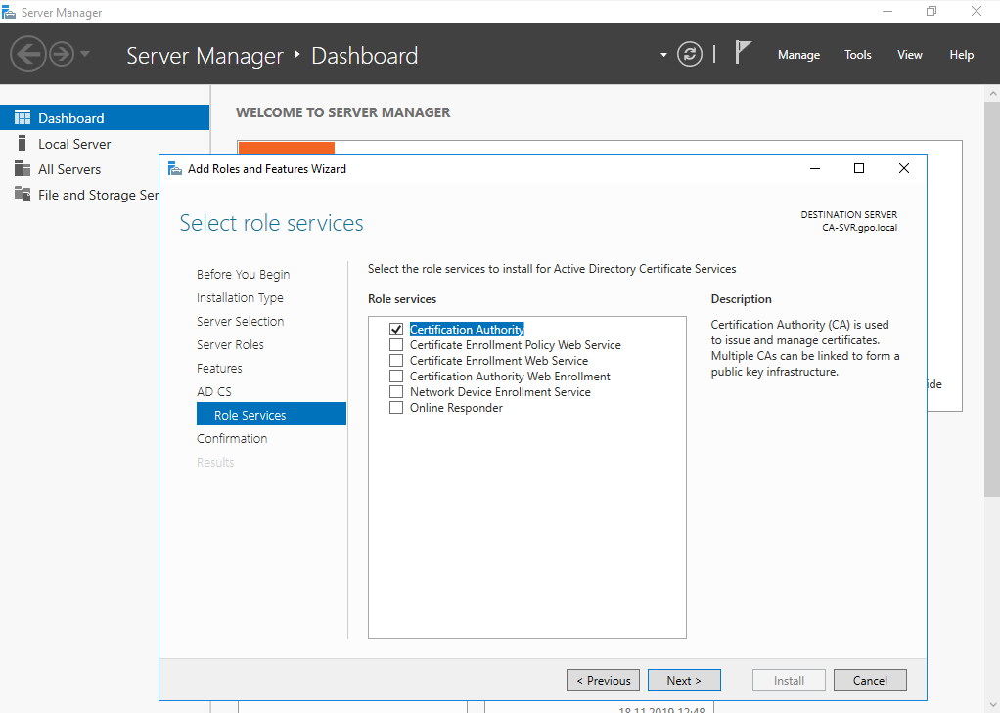 Server Manager
Server Manager ‣ Dashboard
Manage Tools View Help
Dashboard
Local Server
All Servers
File and Storage Ser
WELCOME TO SERVER MANAGER
Add Roles and Features Wizard
Select role services
DESTINATION SERVER
CA-SVR.gpo.local
Before You Begin
Installation Type
Server Selection
Server Roles
Features
AD CS
Role Services
Confirmation
Results
Select the role services to install for Active Directory Certificate Services
Role services
Certification Authority
Certificate Enrollment Policy Web Service
Certificate Enrollment Web Service
Certification Authority Web Enrollment
Network Device Enrollment Service
Online Responder
Description
Certification Authority (CA) is used
to issue and manage certificates.
Multiple CAs can be linked to form a
public key infrastructure.
ide
< Previous Next > Install Cancel
18.11.2019 12:48